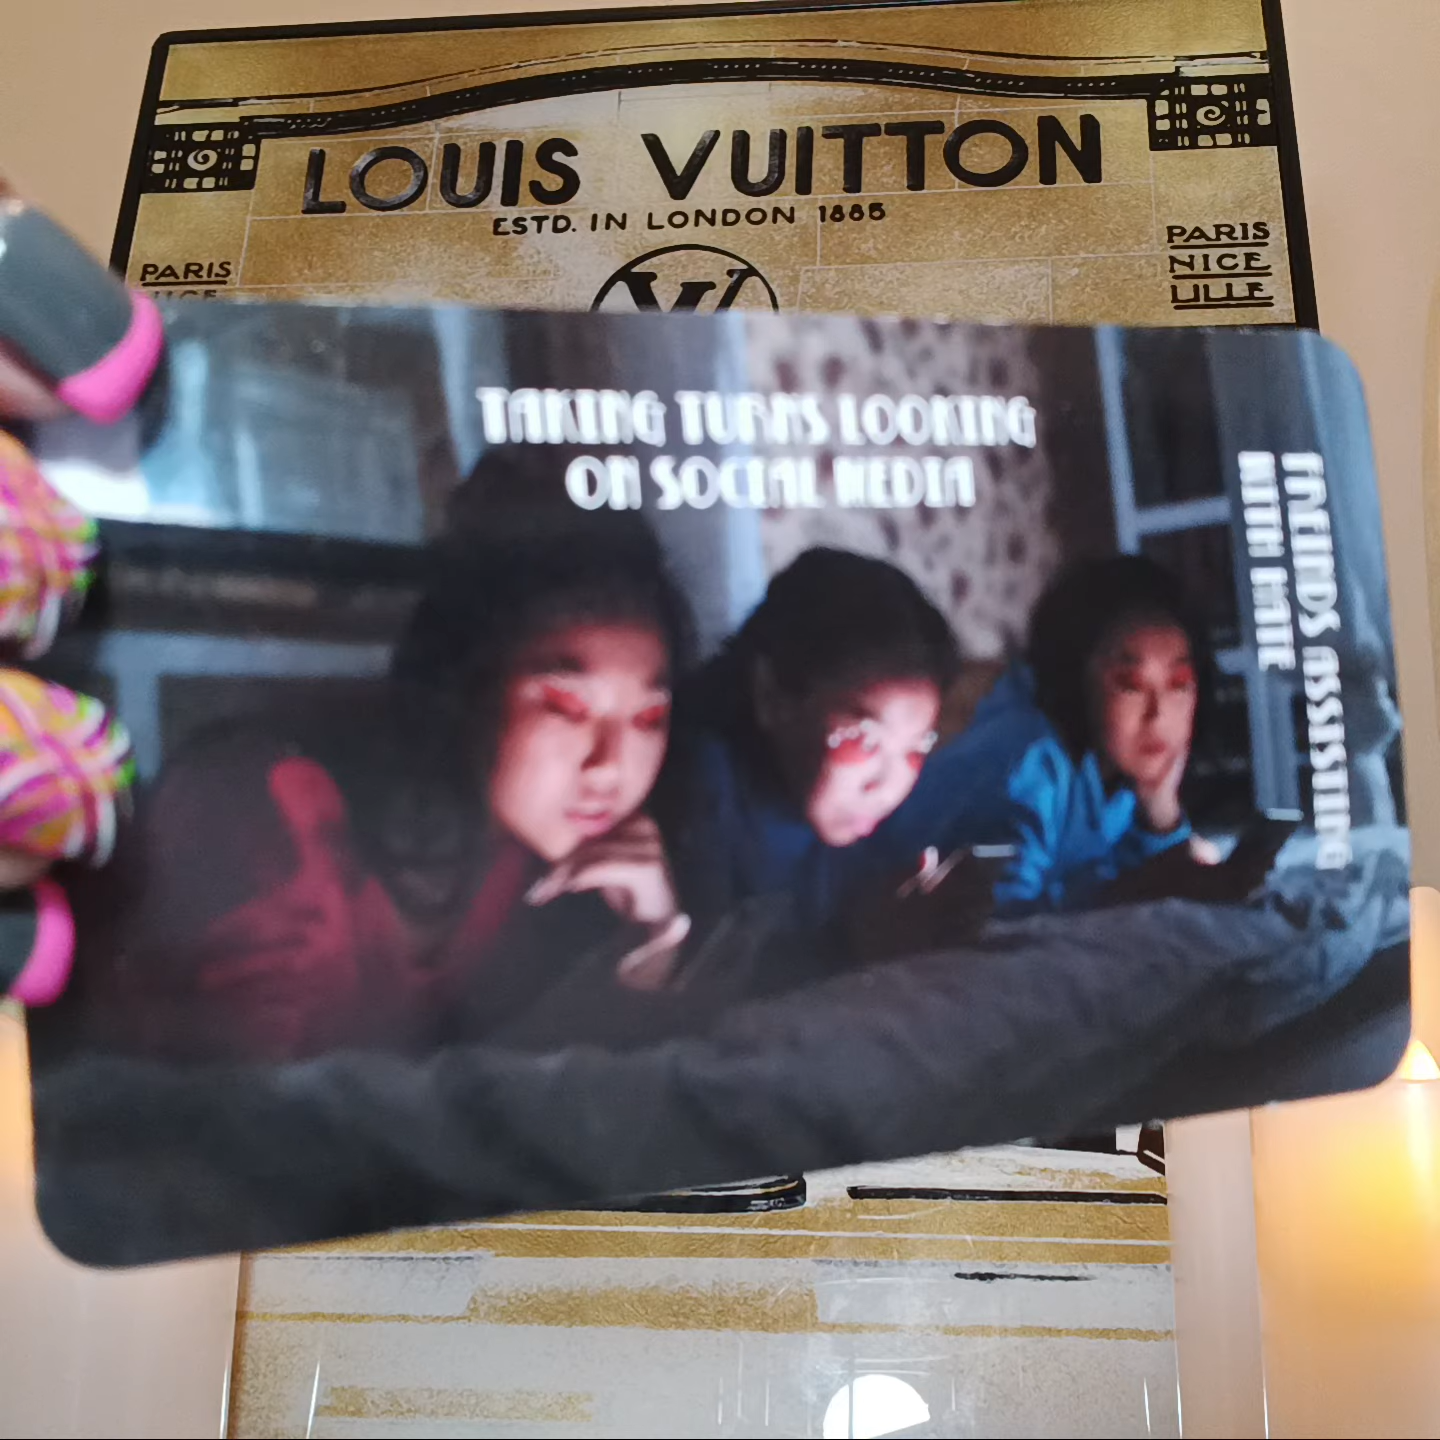 LOUIS VUITTON
ESTD. IN LONDON 1885
PARIS
NICE
PARIS
NICE
LILLE
TAKING TURNS LOOKING
ON SOCIAL MEDIA
FRIENDS ASSISTING
WITH